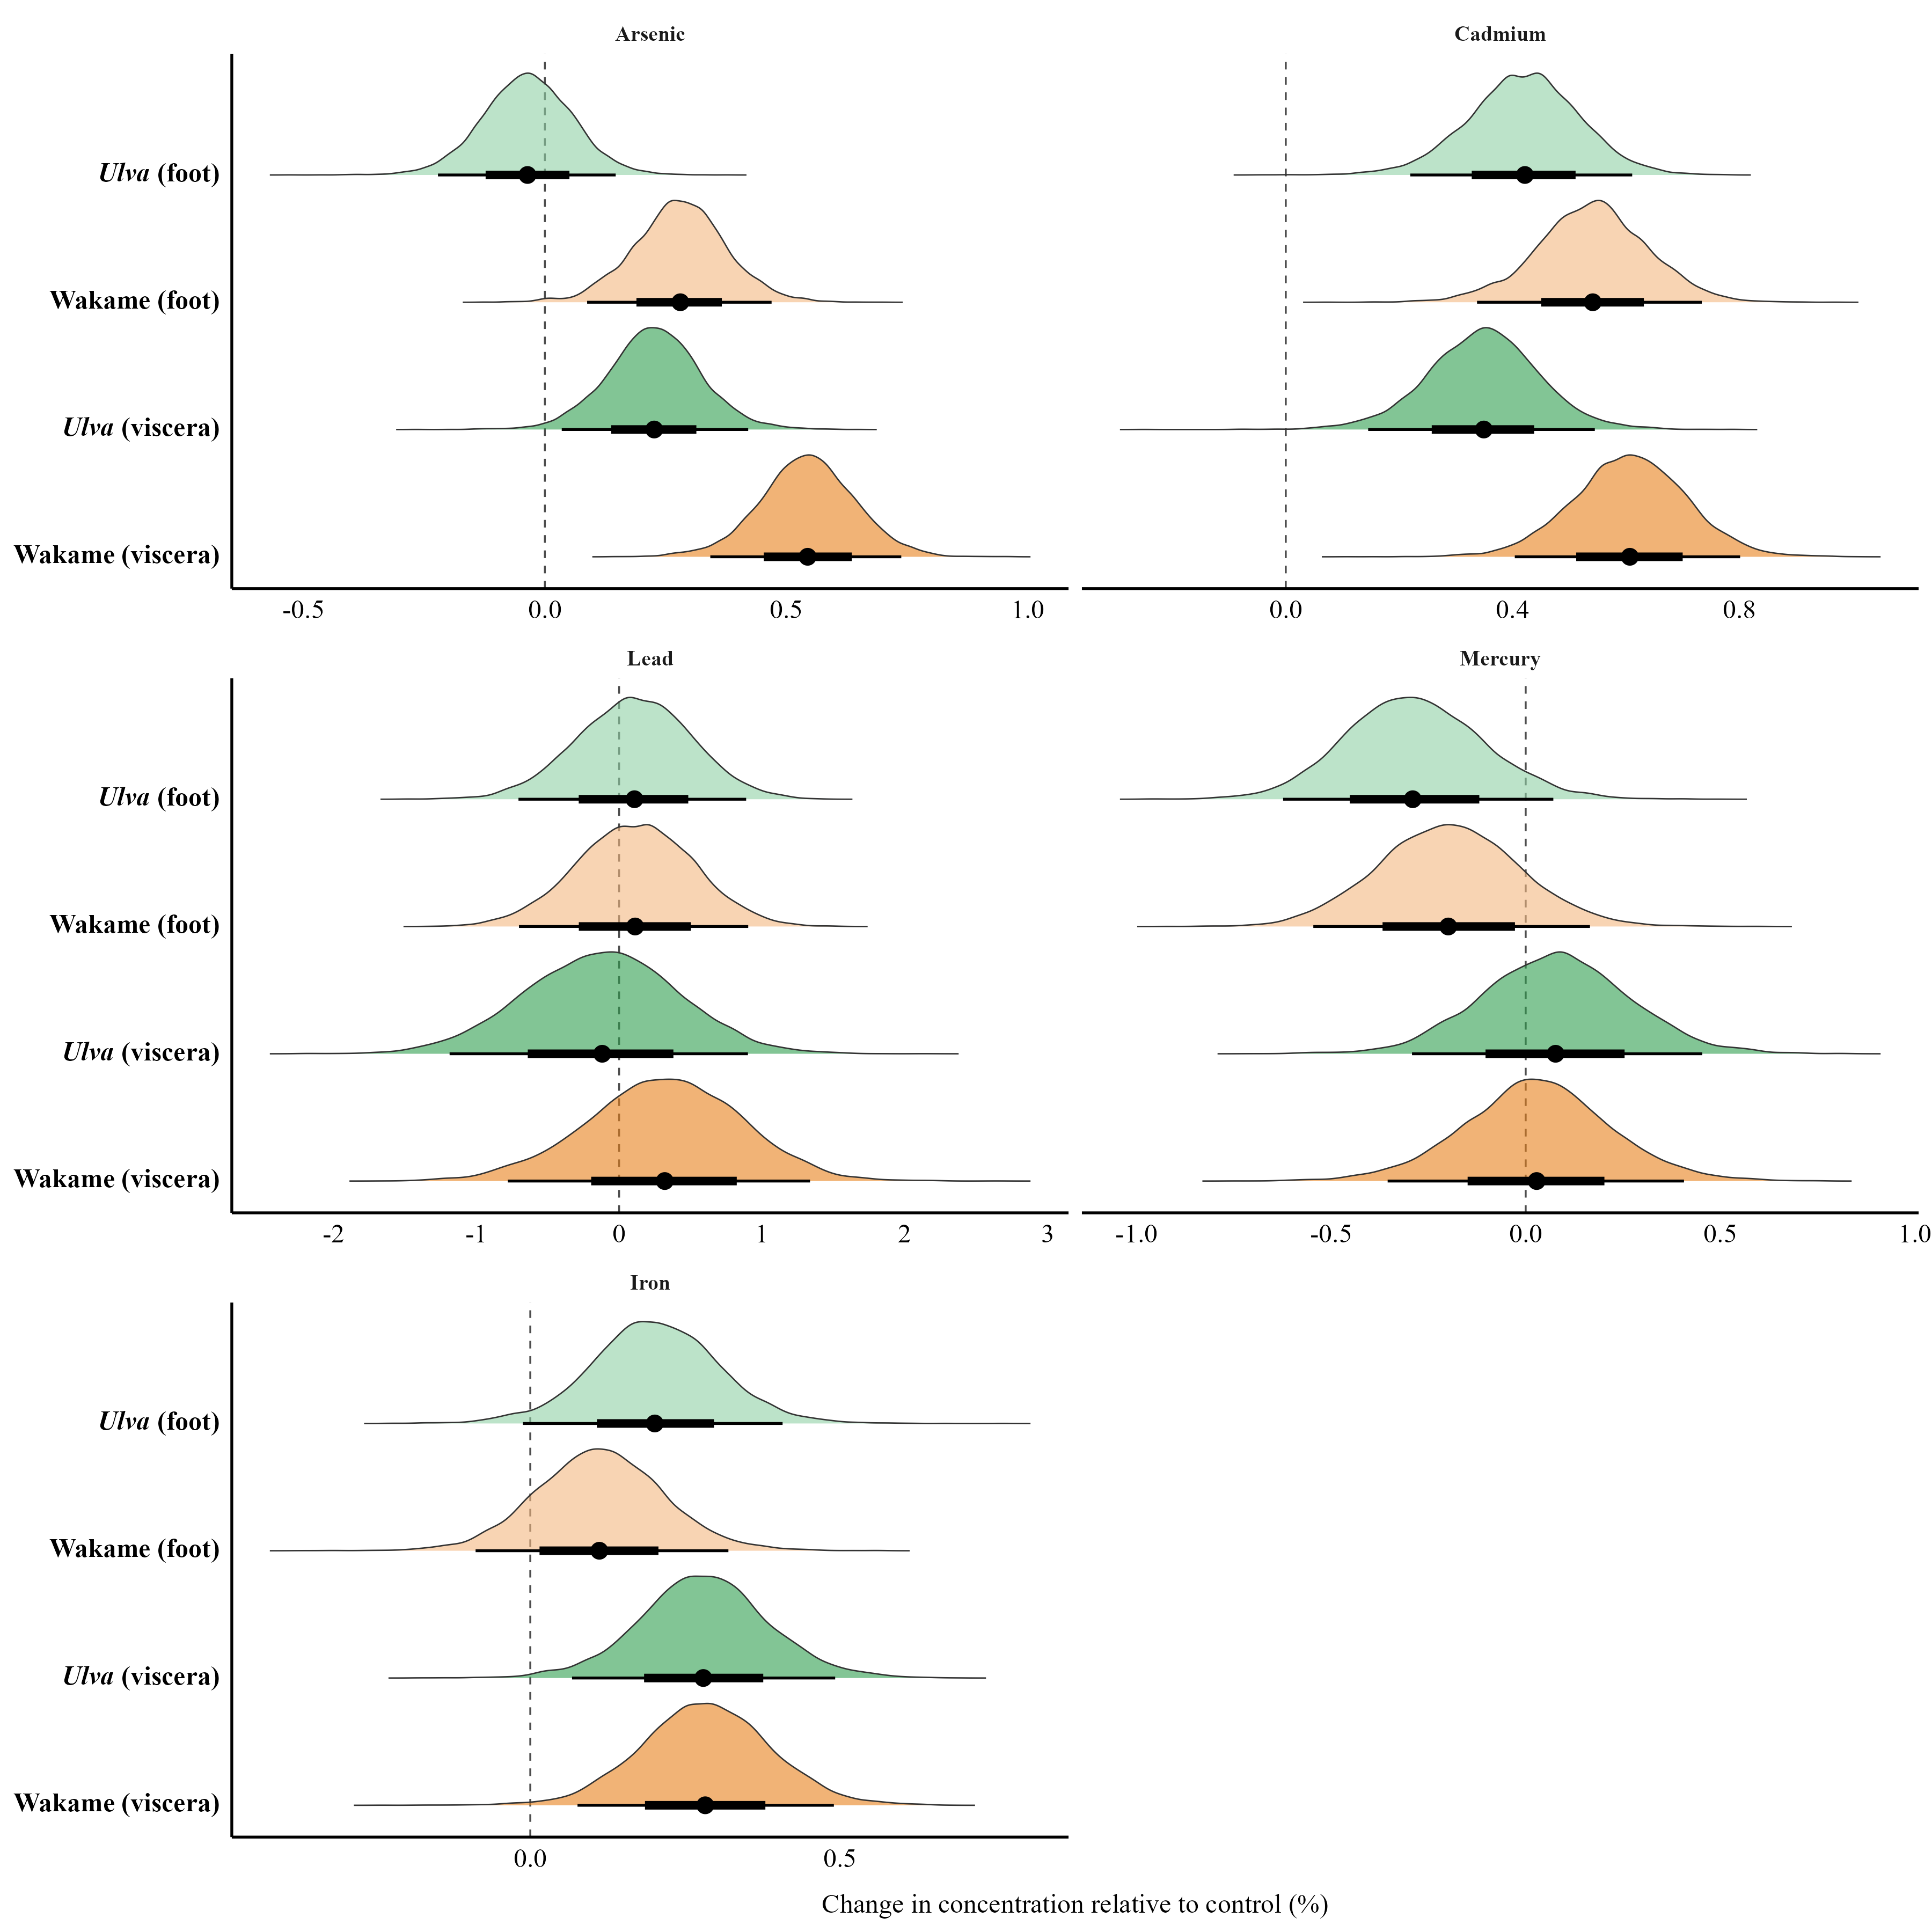 Arsenic
Cadmium
Ulva (foot)
Wakame (foot)
Ulva (viscera)
Wakame (viscera)
-0.5 0.0 0.5 1.0
0.0 0.4 0.8
Lead
Mercury
Ulva (foot)
Wakame (foot)
Ulva (viscera)
Wakame (viscera)
-2 -1 0 1 2 3
-1.0 -0.5 0.0 0.5 1.0
Iron
Ulva (foot)
Wakame (foot)
Ulva (viscera)
Wakame (viscera)
0.0 0.5
Change in concentration relative to control (%)